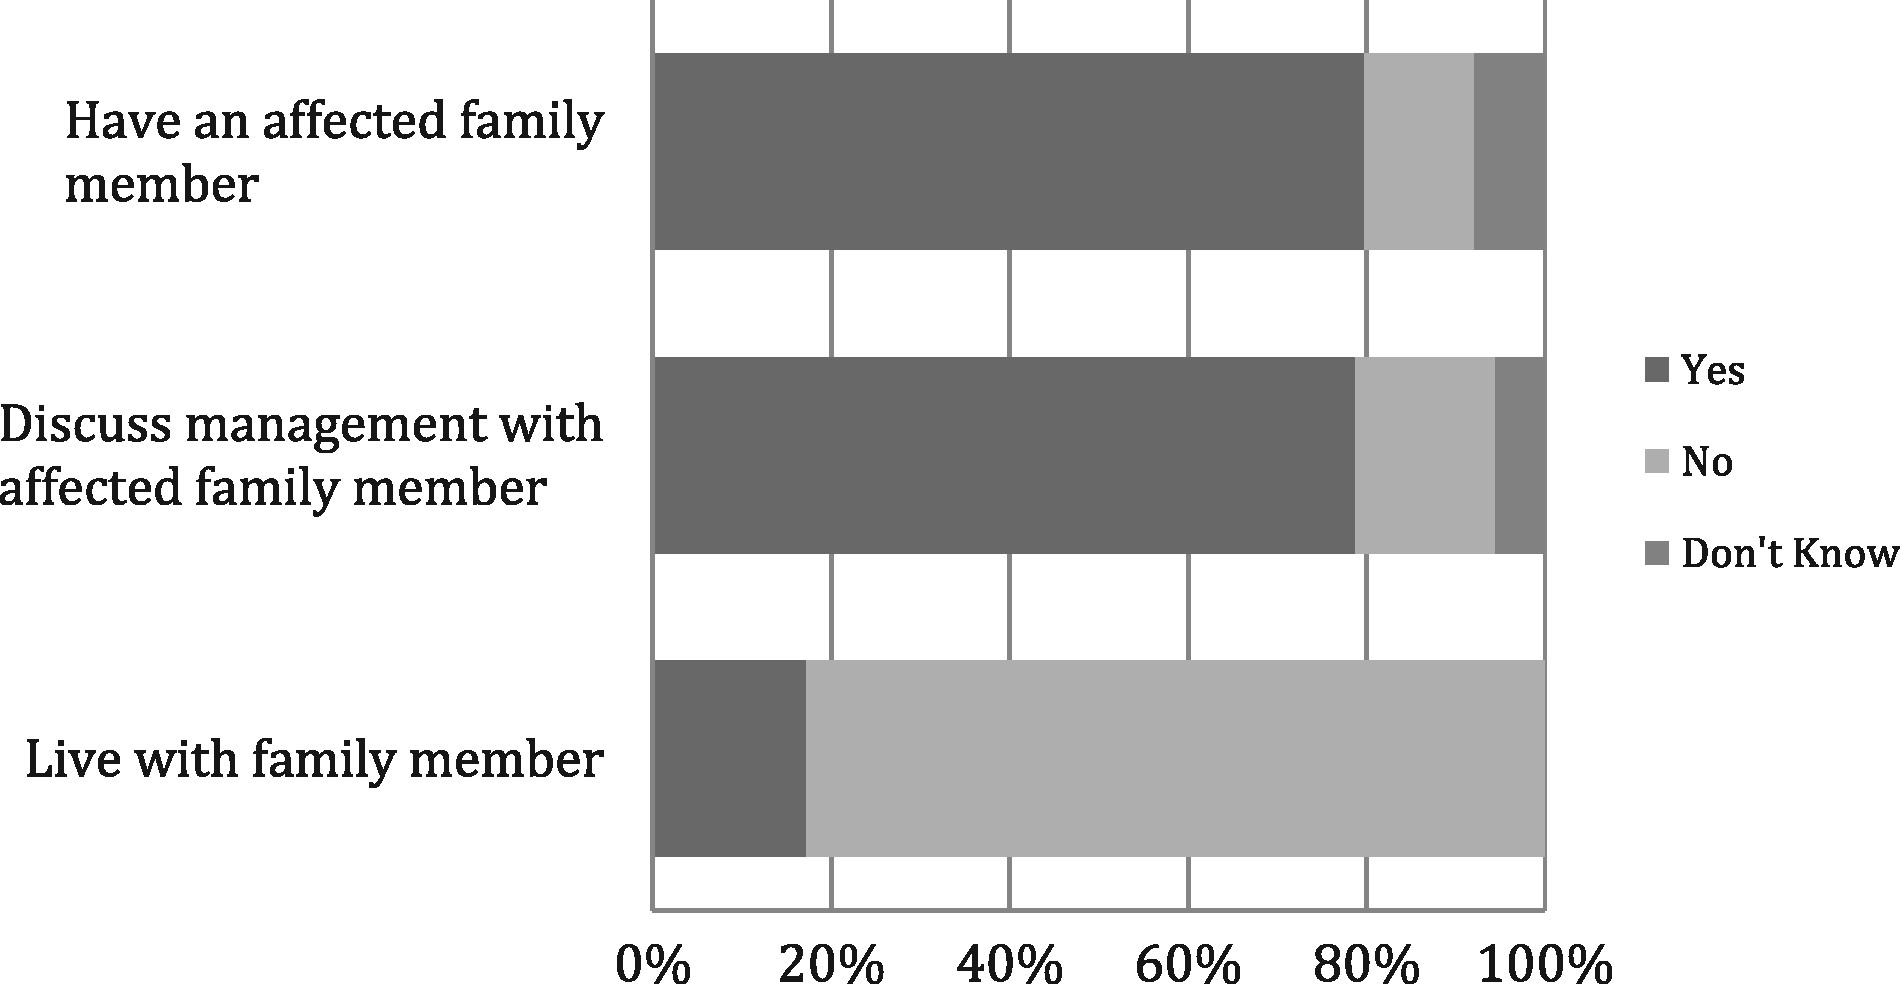 Have an affected family
member
Discuss management with
affected family member
Live with family member
Yes
No
Don't Know
0% 20% 40% 60% 80% 100%